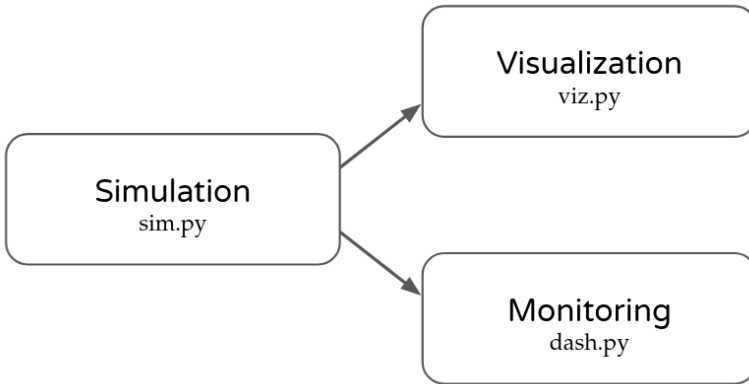 Visualization
viz.py
Simulation
sim.py
Monitoring
dash.py